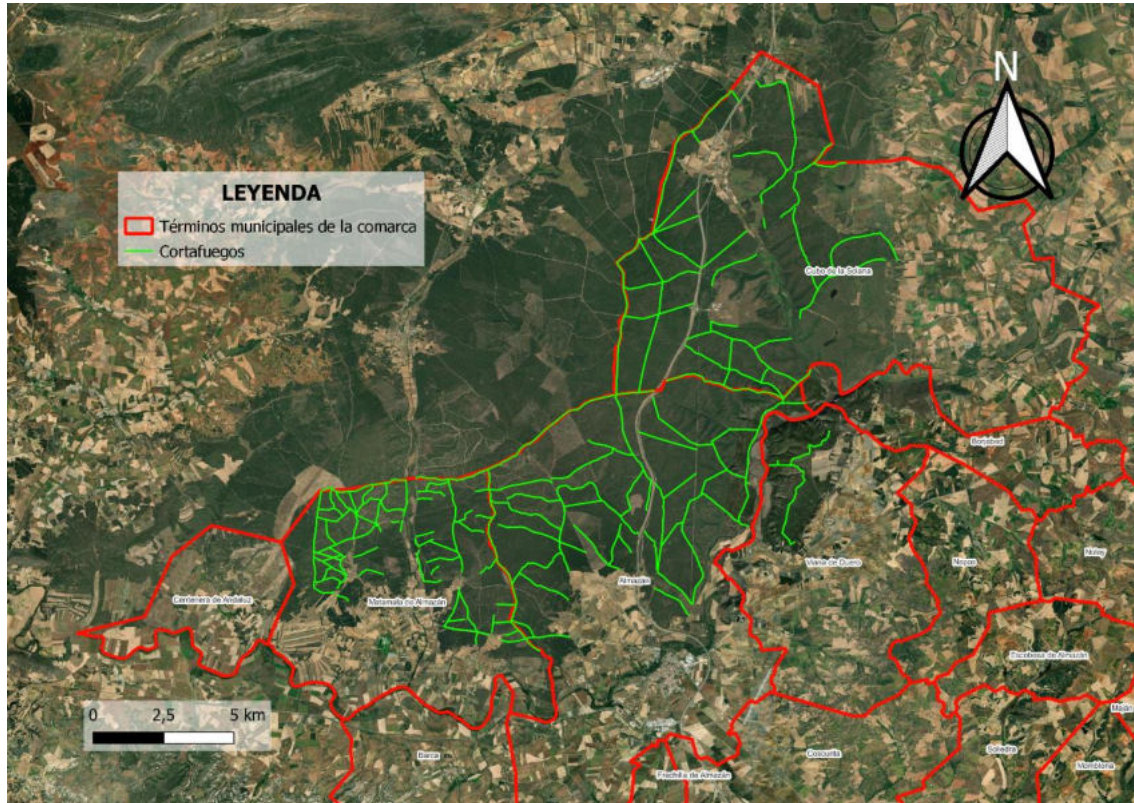 N
LEYENDA
Términos municipales de la comarca
Cortafuegos
Cubo de la Solana
Borjabad
Viana de Duero
Nepas
Nolay
Almazán
Centenera de Andaluz
Matamala de Almazán
Escobosa de Almazán
Maján
0 2,5 5 km
Barca
Coscurita
Soliedra
Momblona
Frechilla de Almazán